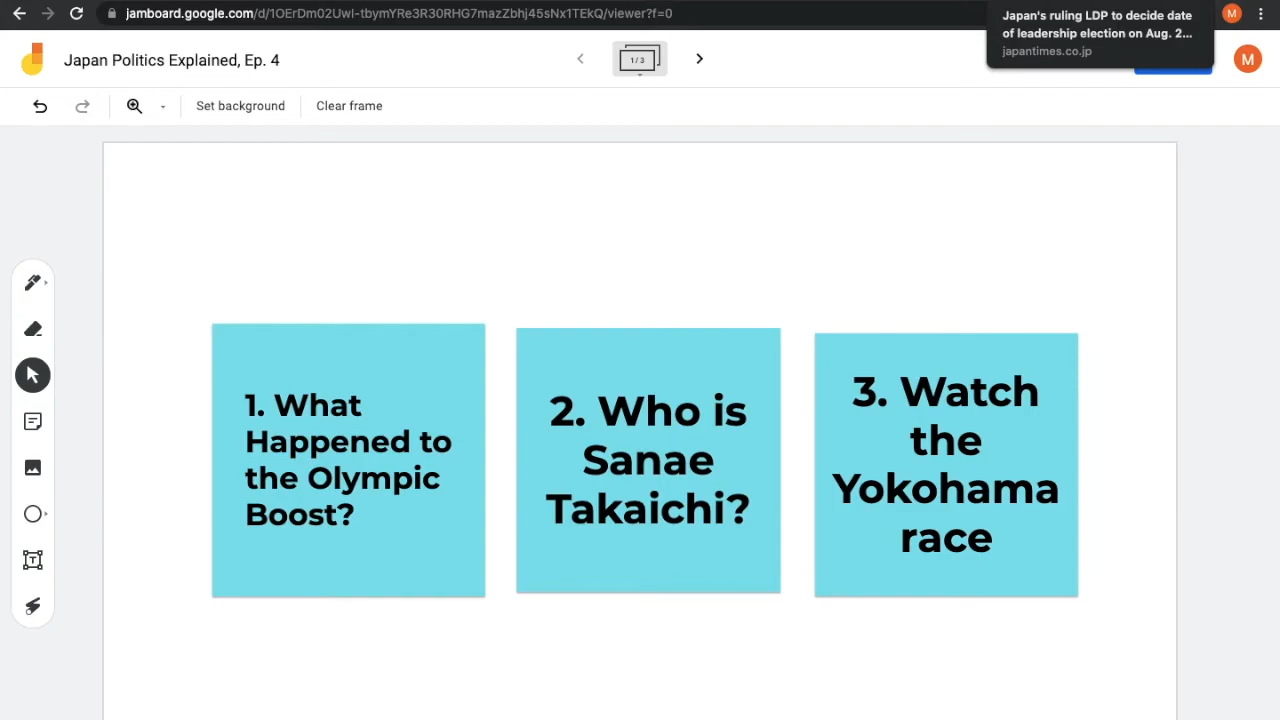 jamboard.google.com/d/1OErDm02UwI-tbymYRe3R30RHG7mazZbhj45sNx1TEkQ/viewer?f=0
M
Japan's ruling LDP to decide date
of leadership election on Aug. 2...
japantimes.co.jp
Japan Politics Explained, Ep. 4
1 / 3
M
Set background
Clear frame
1. What
Happened to
the Olympic
Boost?
2. Who is
Sanae
Takaichi?
3. Watch
the
Yokohama
race
T